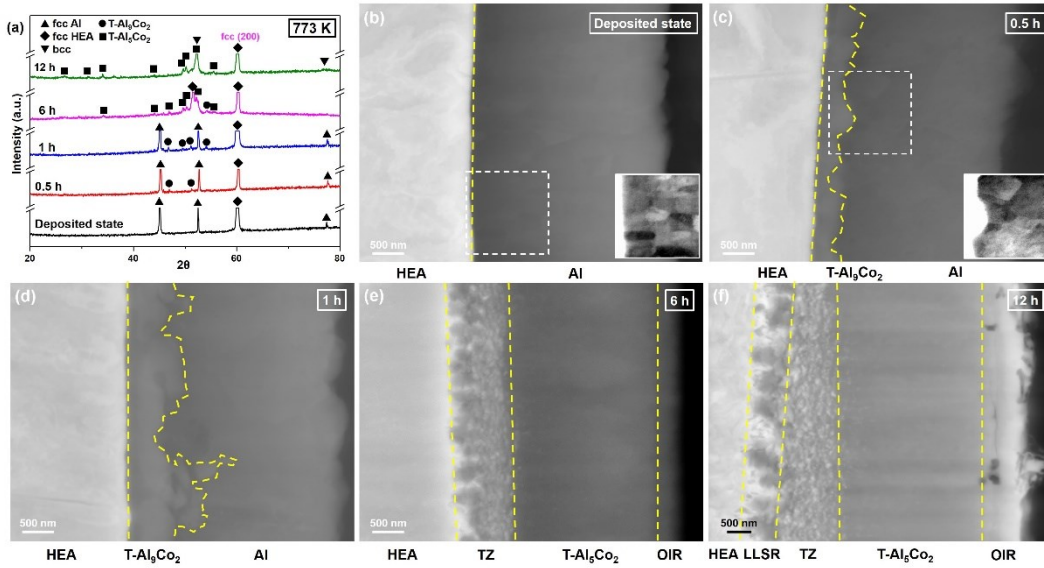 (a)
▲ fcc Al ● T-Al₉Co₂
◆ fcc HEA ■ T-Al₅Co₂
▼ bcc
773 K
fcc (200)
12 h
6 h
1 h
0.5 h
Deposited state
Intensity (a.u.)
20 40 60 80
2θ
(b)
Deposited state
500 nm
HEA Al
(c)
0.5 h
500 nm
HEA T-Al₉Co₂ Al
(d)
1 h
500 nm
HEA T-Al₉Co₂ Al
(e)
6 h
500 nm
HEA TZ T-Al₅Co₂ OIR
(f)
12 h
500 nm
HEA LLSR TZ T-Al₅Co₂ OIR